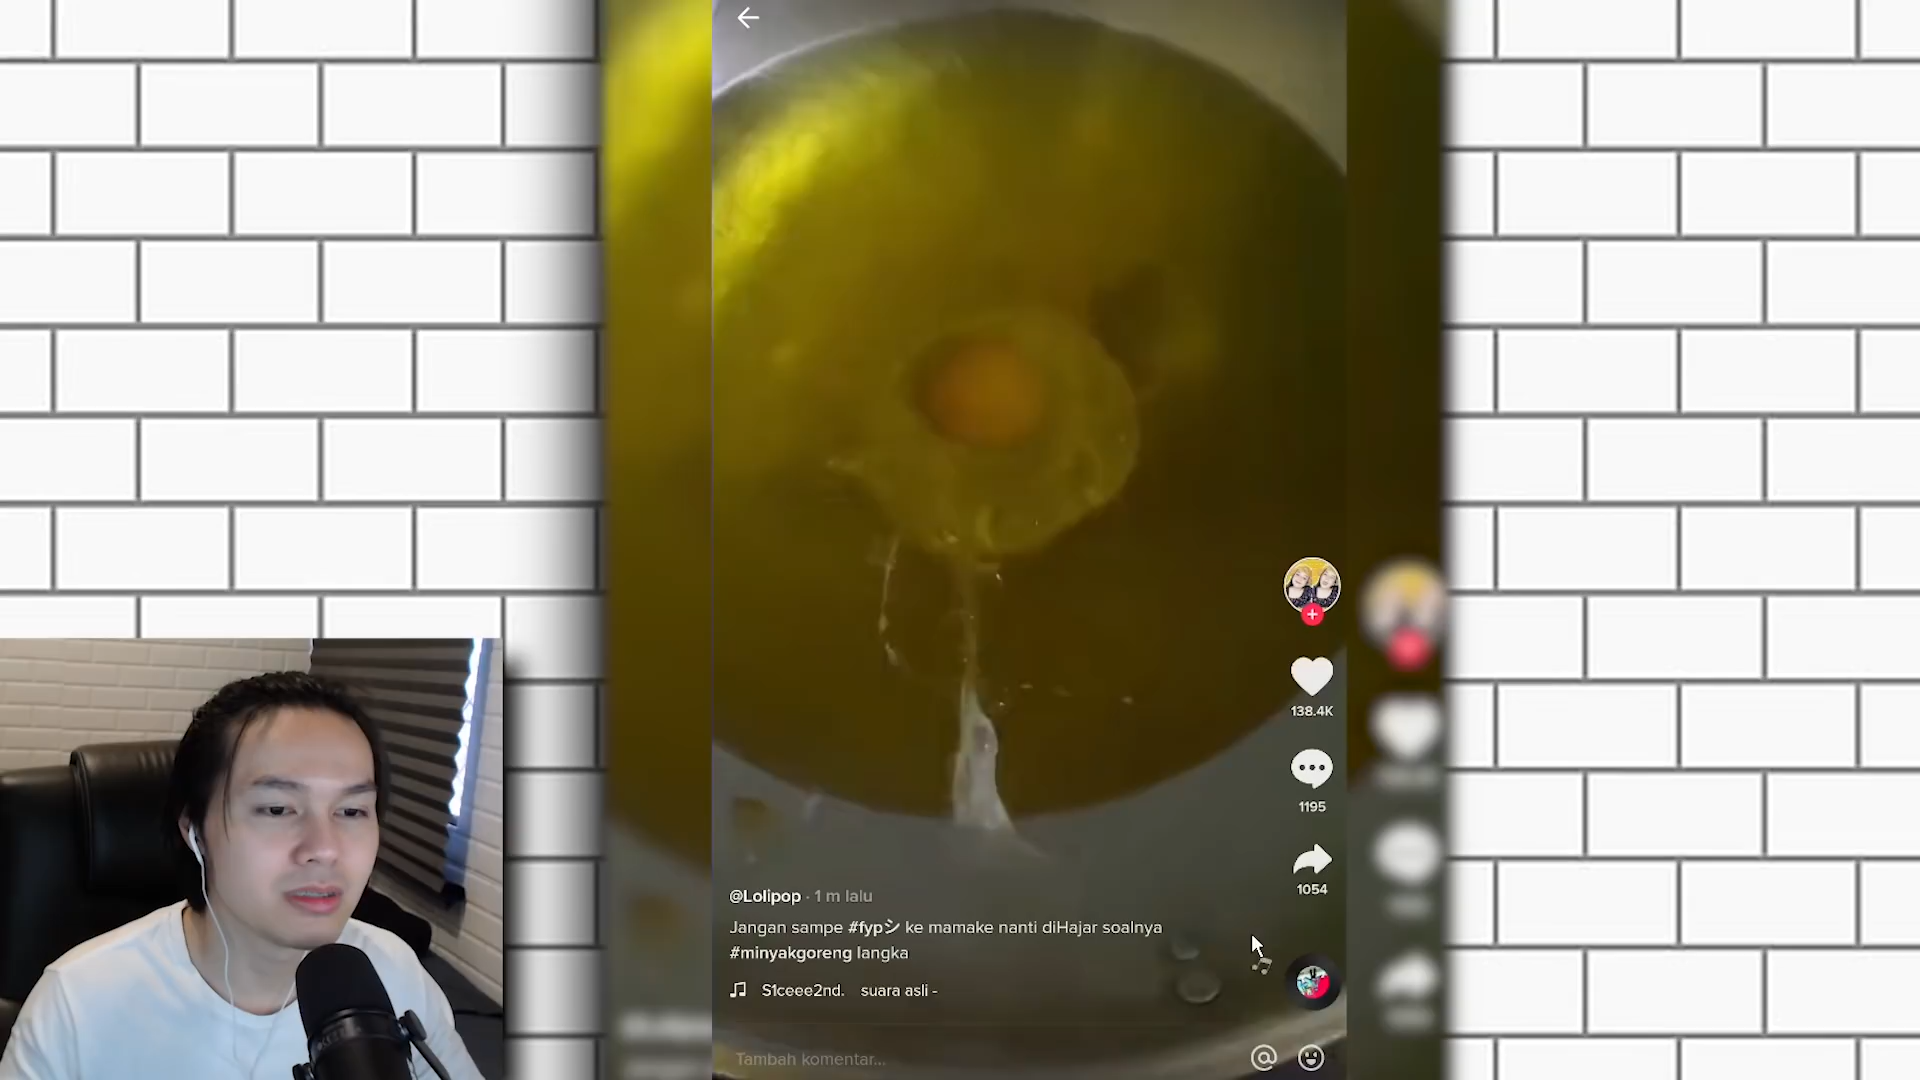 138.4K
1195
1054
@Lolipop · 1 m lalu
Jangan sampe #fypシ ke mamake nanti diHajar soalnya
#minyakgoreng langka
S1ceee2nd. suara asli -
Tambah komentar...